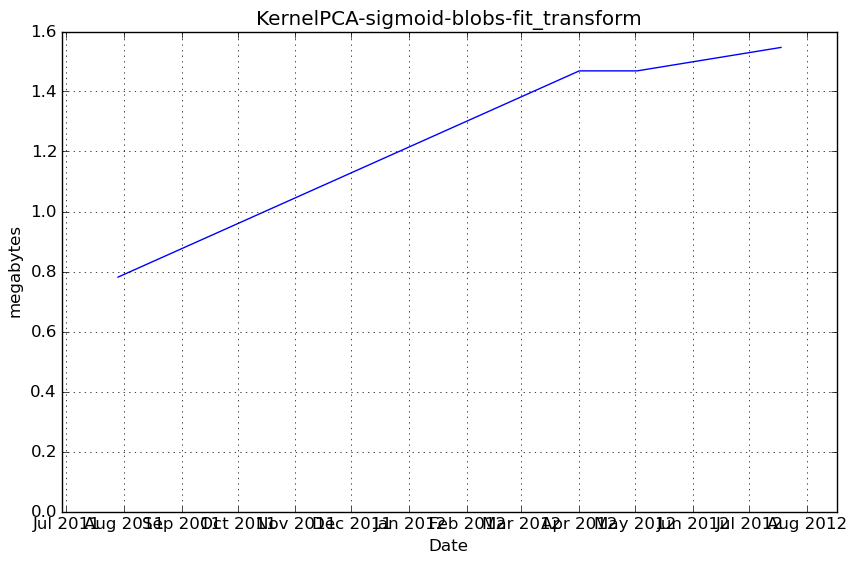 KernelPCA-sigmoid-blobs-fit_transform
1.6
1.4
1.2
1.0
0.8
0.6
0.4
0.2
0.0
megabytes
Jul 2011 Aug 2011 Sep 2011 Oct 2011 Nov 2011 Dec 2011 Jan 2012 Feb 2012 Mar 2012 Apr 2012 May 2012 Jun 2012 Jul 2012 Aug 2012
Date